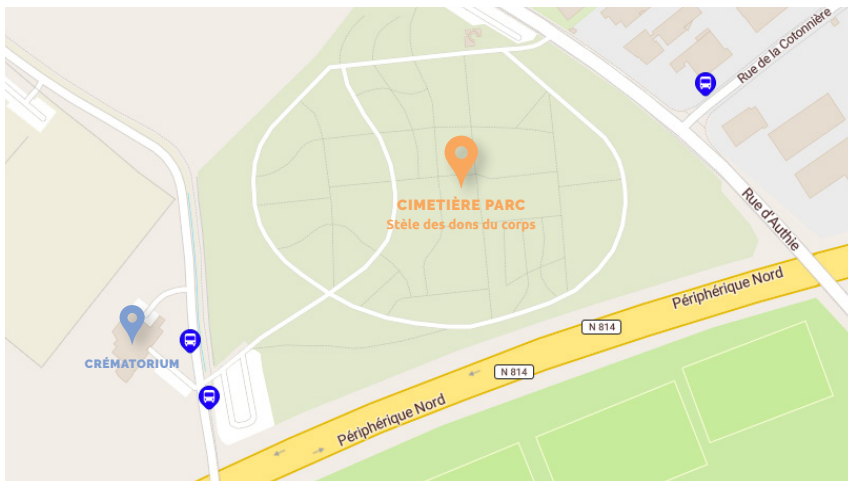 Rue de la Cotonnière
CIMETIÈRE PARC
Stèle des dons du corps
Rue d'Authie
Périphérique Nord
N 814
CRÉMATORIUM
N 814
Périphérique Nord